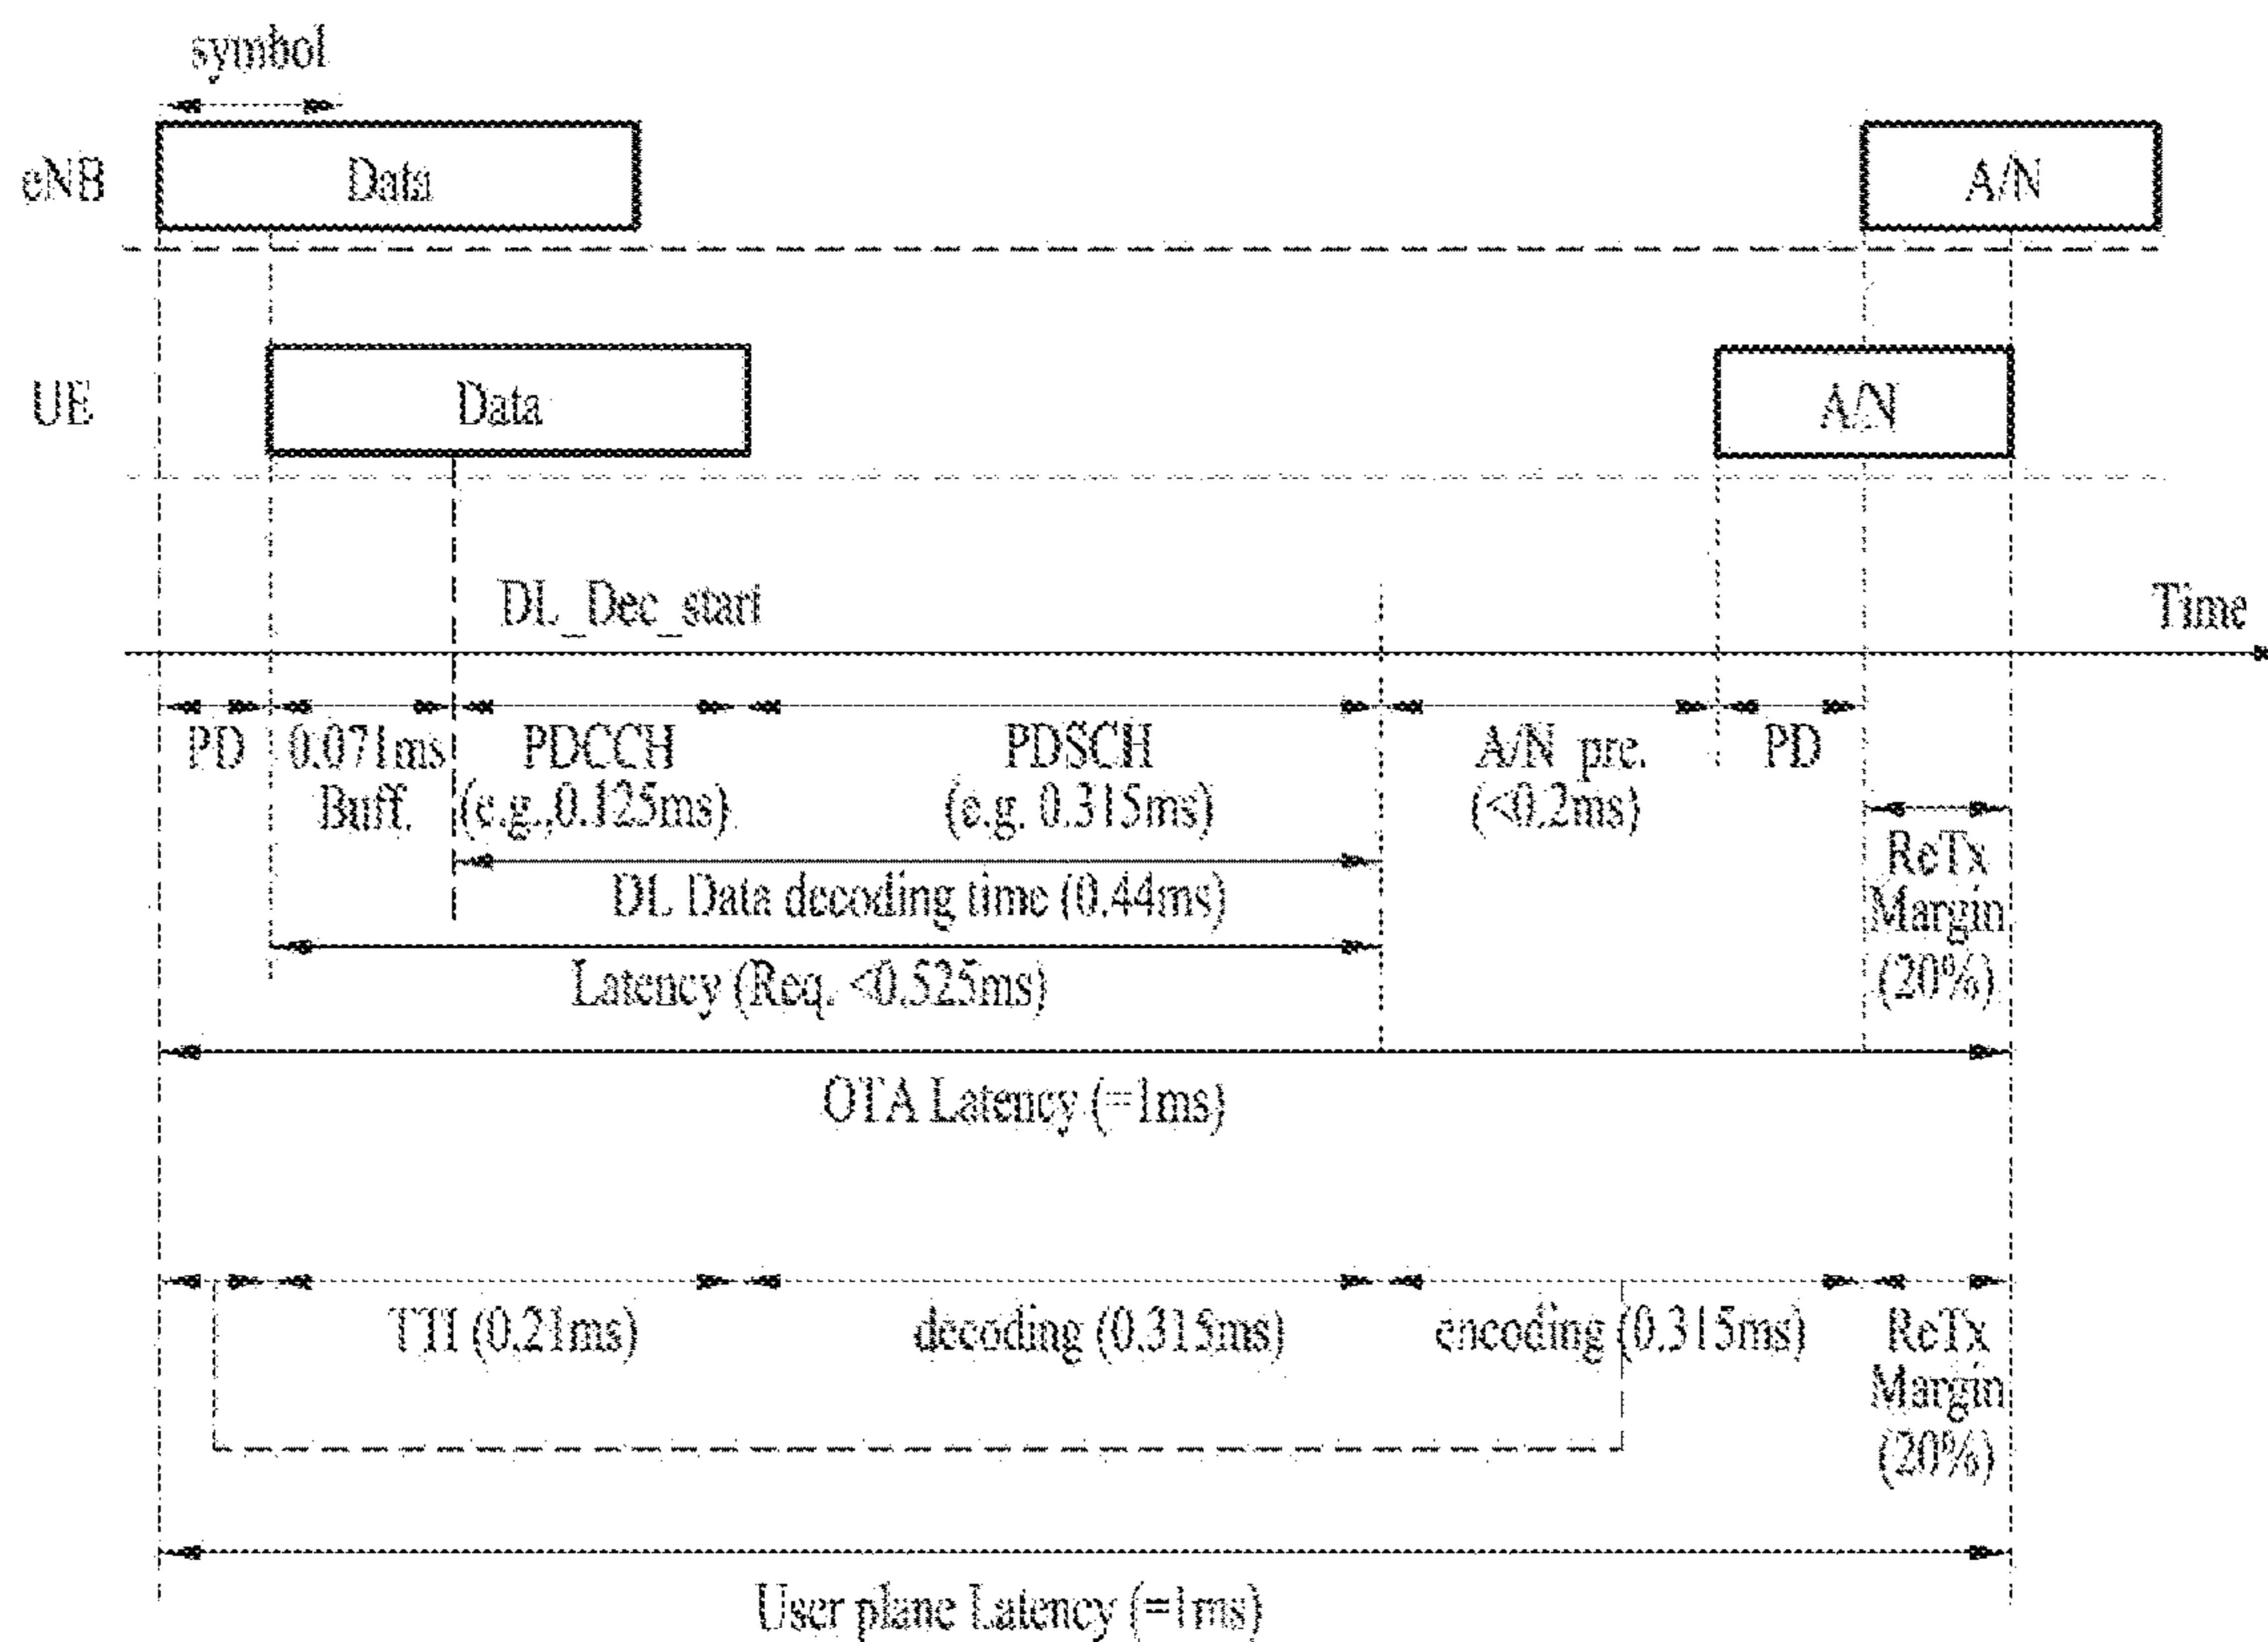 symbol
eNB
Data
A/N
UE
Data
A/N
DL_Dec_start
Time
PD
0.071ms
Buff.
PDCCH
(e.g.,0.125ms)
PDSCH
(e.g. 0.315ms)
A/N pre.
(<0.2ms)
PD
ReTx
Margin
(20%)
DL Data decoding time (0.44ms)
Latency (Req. <0.525ms)
OTA Latency (=1ms)
TTI (0.21ms)
decoding (0.315ms)
encoding (0.315ms)
ReTx
Margin
(20%)
User plane Latency (=1ms)